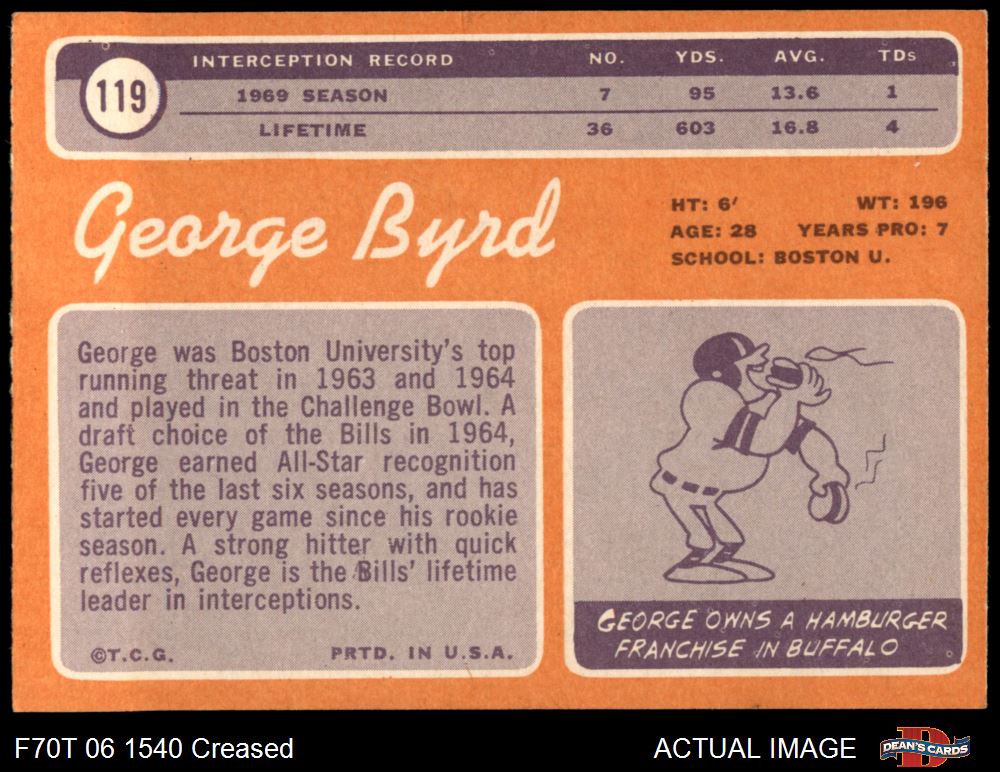 119
INTERCEPTION RECORD NO. YDS. AVG. TDs
1969 SEASON 7 95 13.6 1
LIFETIME 36 603 16.8 4
George Byrd
HT: 6' WT: 196
AGE: 28 YEARS PRO: 7
SCHOOL: BOSTON U.
George was Boston University's top
running threat in 1963 and 1964
and played in the Challenge Bowl. A
draft choice of the Bills in 1964,
George earned All-Star recognition
five of the last six seasons, and has
started every game since his rookie
season. A strong hitter with quick
reflexes, George is the Bills' lifetime
leader in interceptions.
©T.C.G. PRTD. IN U.S.A.
GEORGE OWNS A HAMBURGER
FRANCHISE IN BUFFALO
F70T 06 1540 Creased
ACTUAL IMAGE
D
DEAN'S CARDS